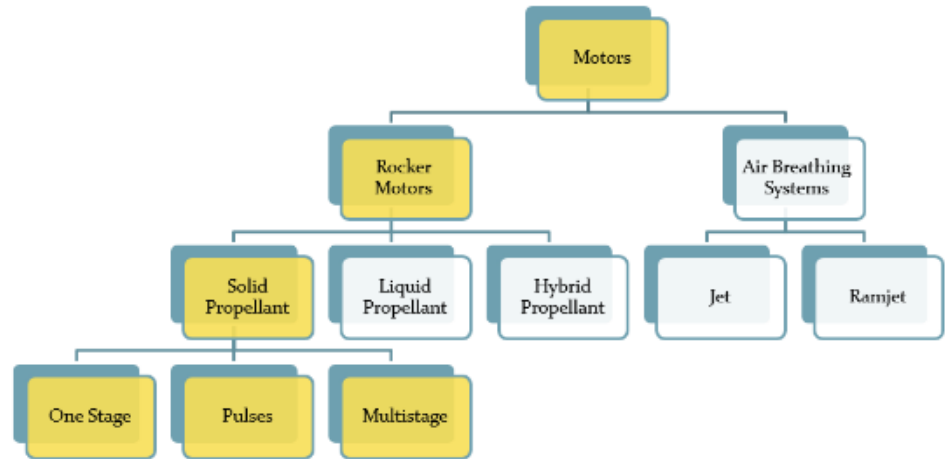 Motors
Rocker
Motors
Air Breathing
Systems
Solid
Propellant
Liquid
Propellant
Hybrid
Propellant
Jet
Ramjet
One Stage
Pulses
Multistage